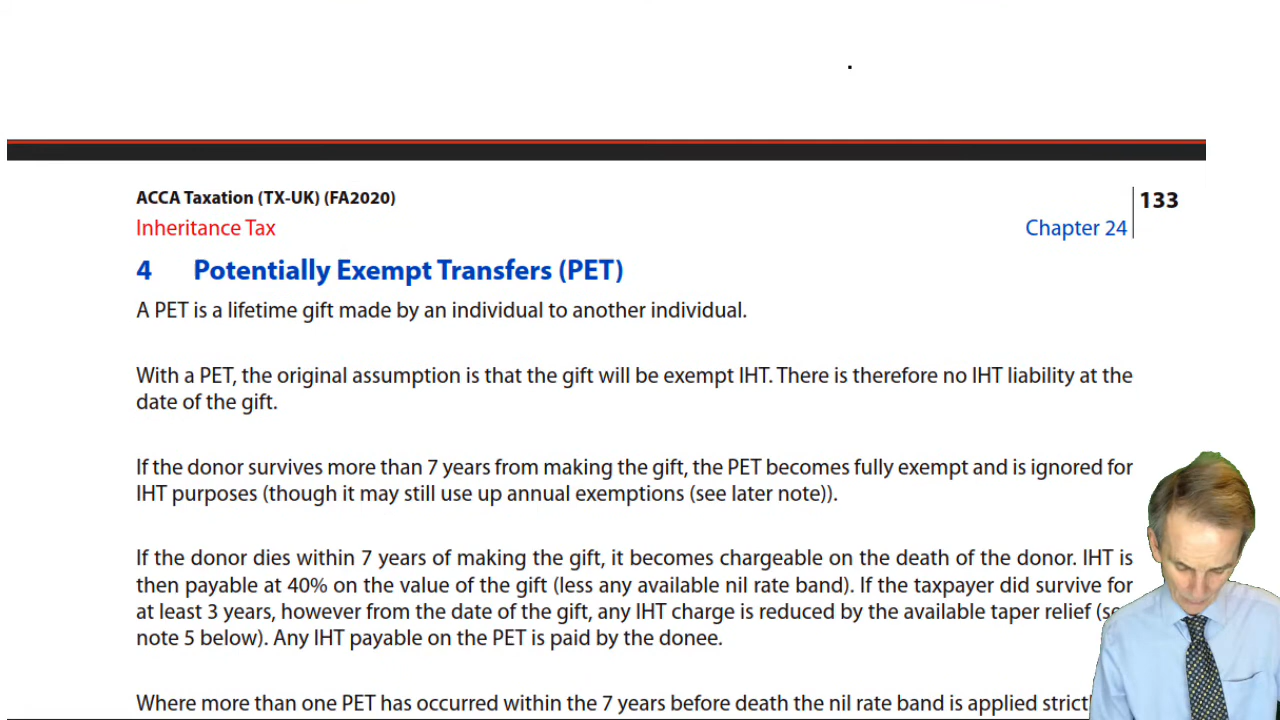 ACCA Taxation (TX-UK) (FA2020)
133
Inheritance Tax
Chapter 24
4 Potentially Exempt Transfers (PET)
A PET is a lifetime gift made by an individual to another individual.
With a PET, the original assumption is that the gift will be exempt IHT. There is therefore no IHT liability at the
date of the gift.
If the donor survives more than 7 years from making the gift, the PET becomes fully exempt and is ignored for
IHT purposes (though it may still use up annual exemptions (see later note)).
If the donor dies within 7 years of making the gift, it becomes chargeable on the death of the donor. IHT is
then payable at 40% on the value of the gift (less any available nil rate band). If the taxpayer did survive for
at least 3 years, however from the date of the gift, any IHT charge is reduced by the available taper relief
note 5 below). Any IHT payable on the PET is paid by the donee.
Where more than one PET has occurred within the 7 years before death the nil rate band is applied